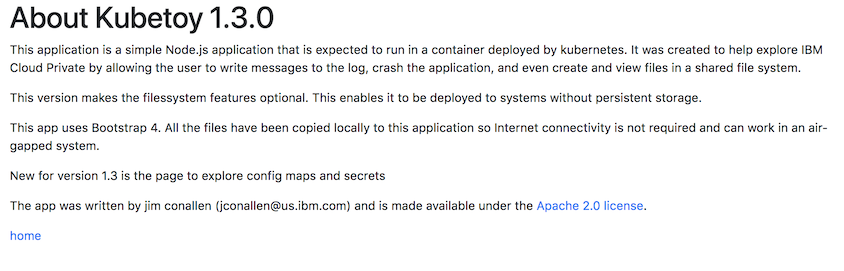 About Kubetoy 1.3.0
This application is a simple Node.js application that is expected to run in a container deployed by kubernetes. It was created to help explore IBM
Cloud Private by allowing the user to write messages to the log, crash the application, and even create and view files in a shared file system.
This version makes the filessystem features optional. This enables it to be deployed to systems without persistent storage.
This app uses Bootstrap 4. All the files have been copied locally to this application so Internet connectivity is not required and can work in an air-
gapped system.
New for version 1.3 is the page to explore config maps and secrets
The app was written by jim conallen (jconallen@us.ibm.com) and is made available under the Apache 2.0 license.
home